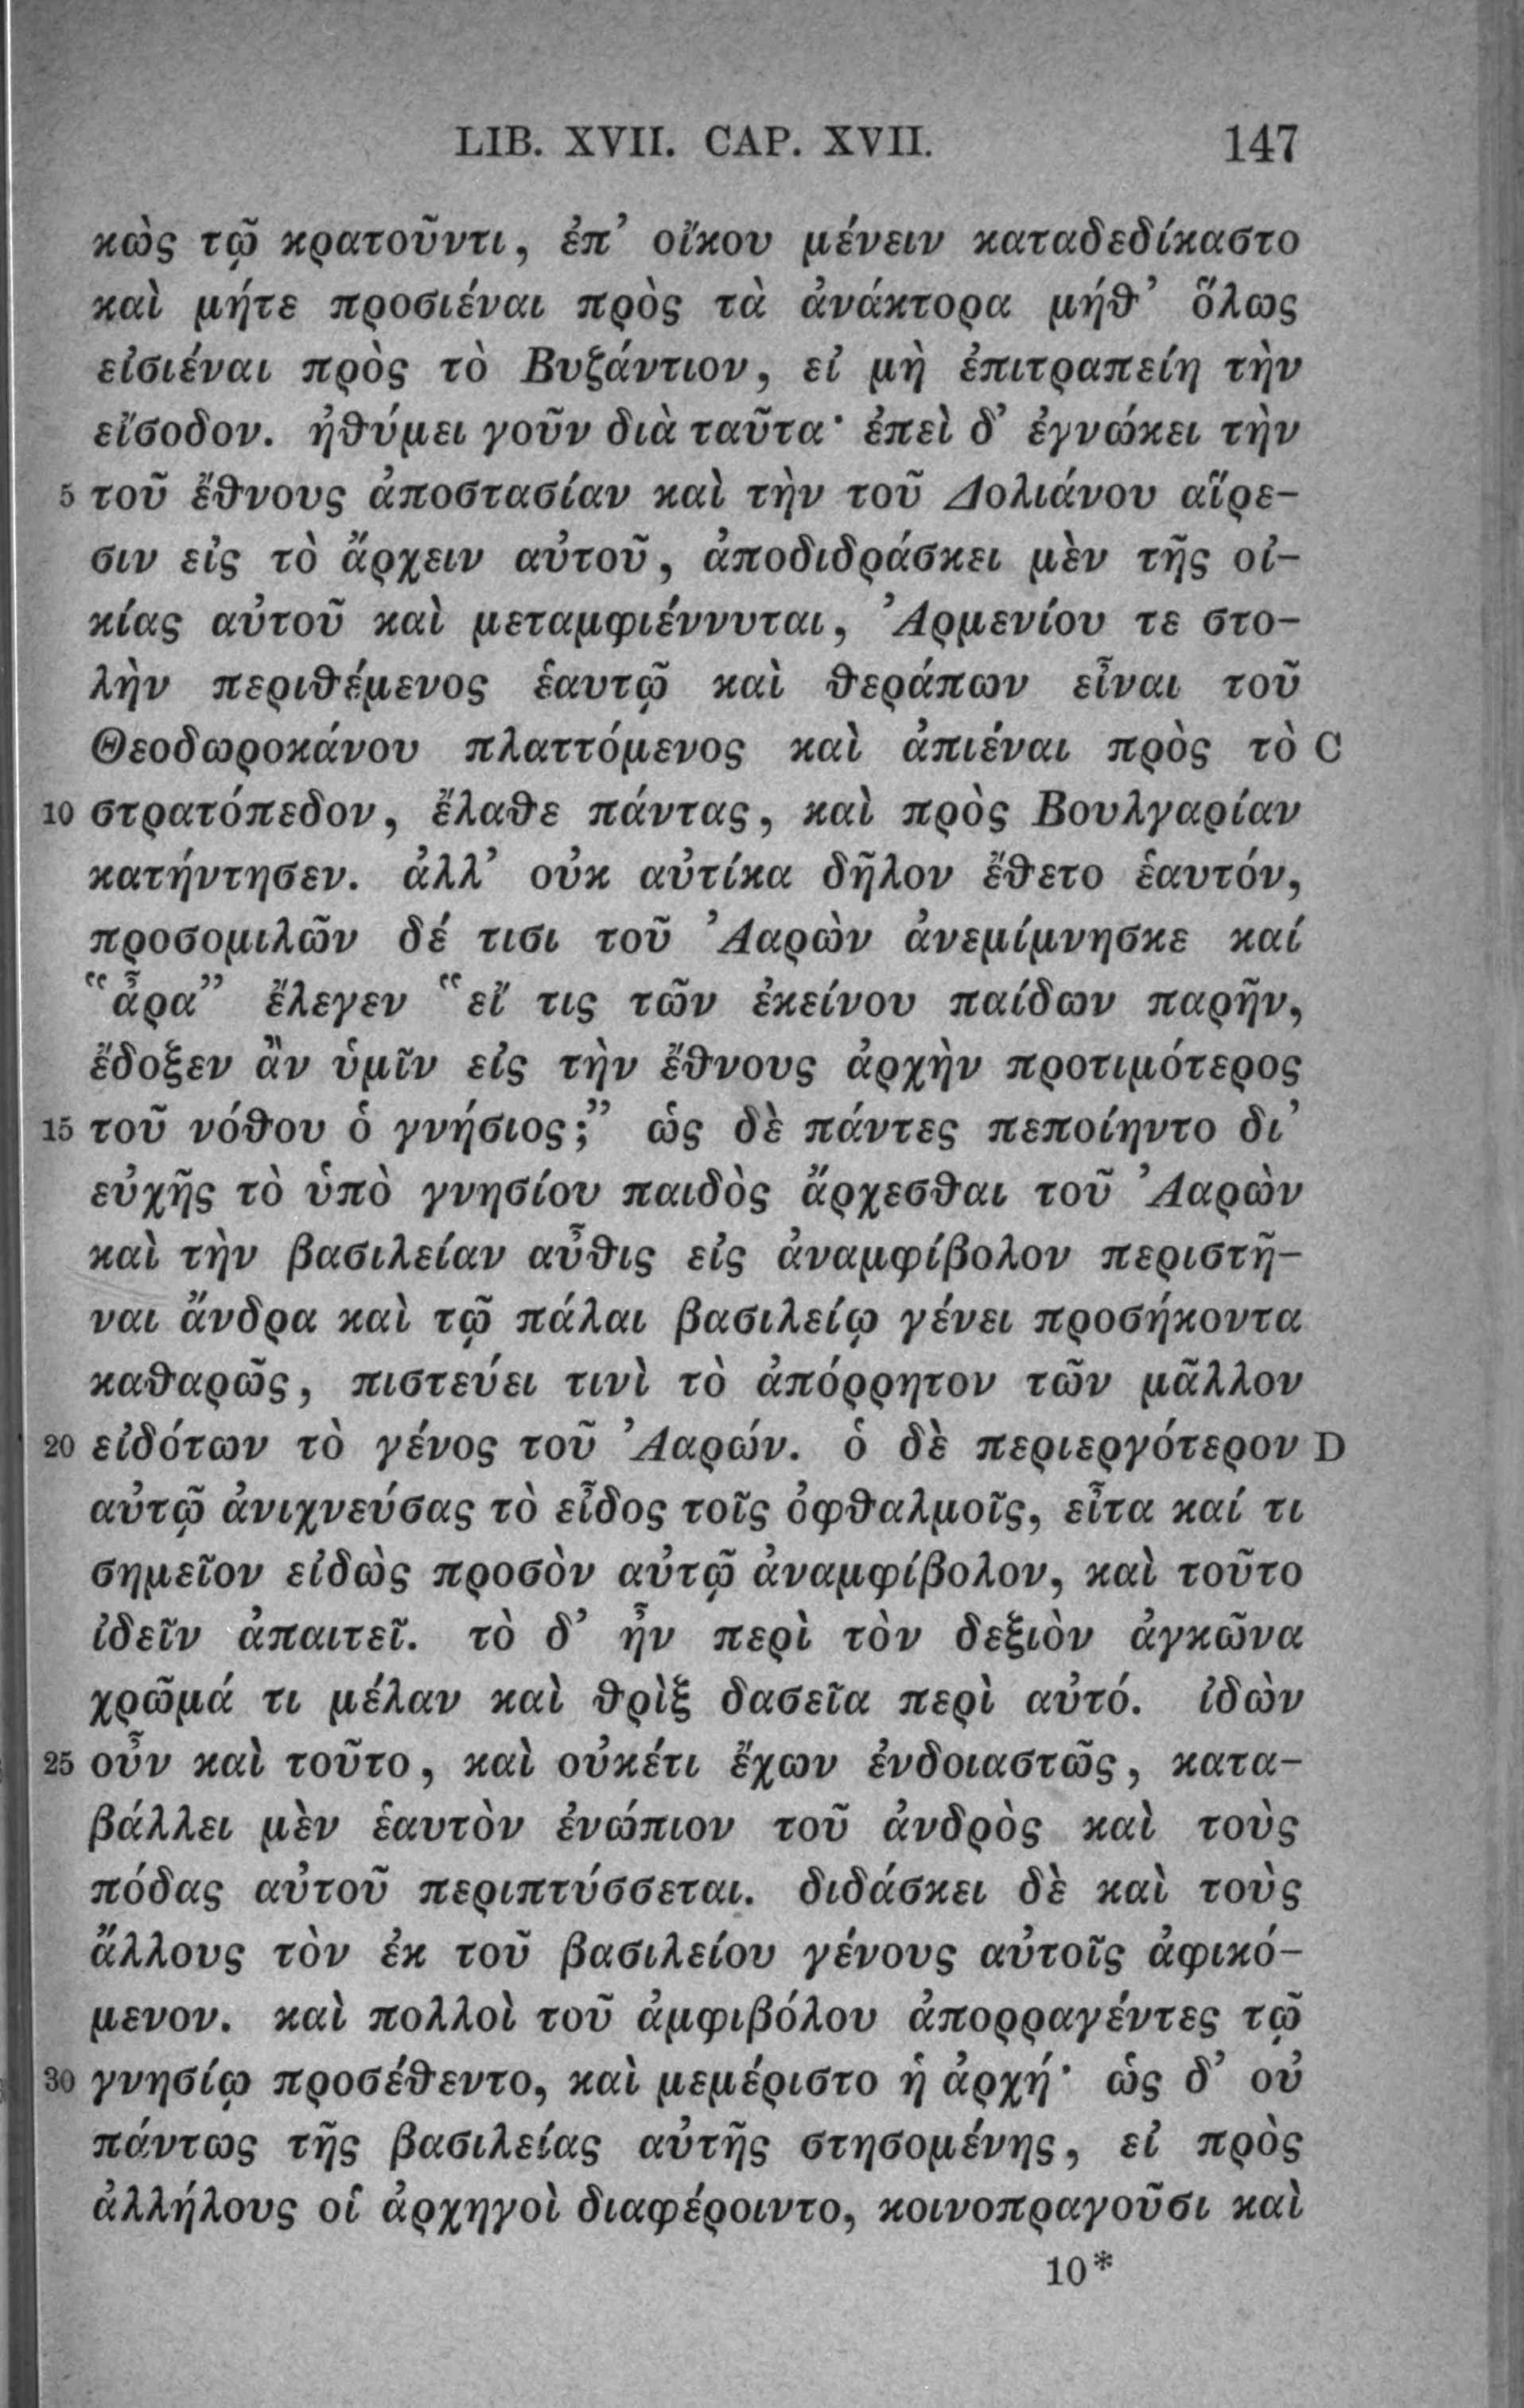 LIB. XVII. CAP. XVII. 147
κὼς τῷ κρατοῦντι, ἐπ’ οἴκου μένειν καταδεδίκαστο
καὶ μήτε προσιέναι πρὸς τὰ ἀνάκτορα μήθ’ ὅλως
εἰσιέναι πρὸς τὸ Βυζάντιον, εἰ μὴ ἐπιτραπείη τὴν
εἴσοδον. ἠθύμει γοῦν διὰ ταῦτα· ἐπεὶ δ’ ἐγνώκει τὴν
5 τοῦ ἔθνους ἀποστασίαν καὶ τὴν τοῦ Δολιάνου αἵρε-
σιν εἰς τὸ ἄρχειν αὐτοῦ, ἀποδιδράσκει μὲν τῆς οἰ-
κίας αὐτοῦ καὶ μεταμφιέννυται, Ἀρμενίου τε στο-
λὴν περιθέμενος ἑαυτῷ καὶ θεράπων εἶναι τοῦ
Θεοδωροκάνου πλαττόμενος καὶ ἀπιέναι πρὸς τὸ C
10 στρατόπεδον, ἔλαθε πάντας, καὶ πρὸς Βουλγαρίαν
κατήντησεν. ἀλλ’ οὐκ αὐτίκα δῆλον ἔθετο ἑαυτόν,
προσομιλῶν δέ τισι τοῦ Ἀαρὼν ἀνεμίμνησκε καί
“ἆρα” ἔλεγεν “εἴ τις τῶν ἐκείνου παίδων παρῆν,
ἔδοξεν ἂν ὑμῖν εἰς τὴν ἔθνους ἀρχὴν προτιμότερος
15 τοῦ νόθου ὁ γνήσιος;” ὡς δὲ πάντες πεποίηντο δι’
εὐχῆς τὸ ὑπὸ γνησίου παιδὸς ἄρχεσθαι τοῦ Ἀαρὼν
καὶ τὴν βασιλείαν αὖθις εἰς ἀναμφίβολον περιστῆ-
ναι ἄνδρα καὶ τῷ πάλαι βασιλείῳ γένει προσήκοντα
καθαρῶς, πιστεύει τινὶ τὸ ἀπόρρητον τῶν μᾶλλον
20 εἰδότων τὸ γένος τοῦ Ἀαρών. ὁ δὲ περιεργότερον D
αὐτῷ ἀνιχνεύσας τὸ εἶδος τοῖς ὀφθαλμοῖς, εἶτα καί τι
σημεῖον εἰδὼς προσὸν αὐτῷ ἀναμφίβολον, καὶ τοῦτο
ἰδεῖν ἀπαιτεῖ. τὸ δ’ ἦν περὶ τὸν δεξιὸν ἀγκῶνα
χρῶμά τι μέλαν καὶ θρὶξ δασεῖα περὶ αὐτό. ἰδὼν
25 οὖν καὶ τοῦτο, καὶ οὐκέτι ἔχων ἐνδοιαστῶς, κατα-
βάλλει μὲν ἑαυτὸν ἐνώπιον τοῦ ἀνδρὸς καὶ τοὺς
πόδας αὐτοῦ περιπτύσσεται. διδάσκει δὲ καὶ τοὺς
ἄλλους τὸν ἐκ τοῦ βασιλείου γένους αὐτοῖς ἀφικό-
μενον. καὶ πολλοὶ τοῦ ἀμφιβόλου ἀπορραγέντες τῷ
30 γνησίῳ προσέθεντο, καὶ μεμέριστο ἡ ἀρχή· ὡς δ’ οὐ
πάντως τῆς βασιλείας αὐτῆς στησομένης, εἰ πρὸς
ἀλλήλους οἱ ἀρχηγοὶ διαφέροιντο, κοινοπραγοῦσι καὶ
10*